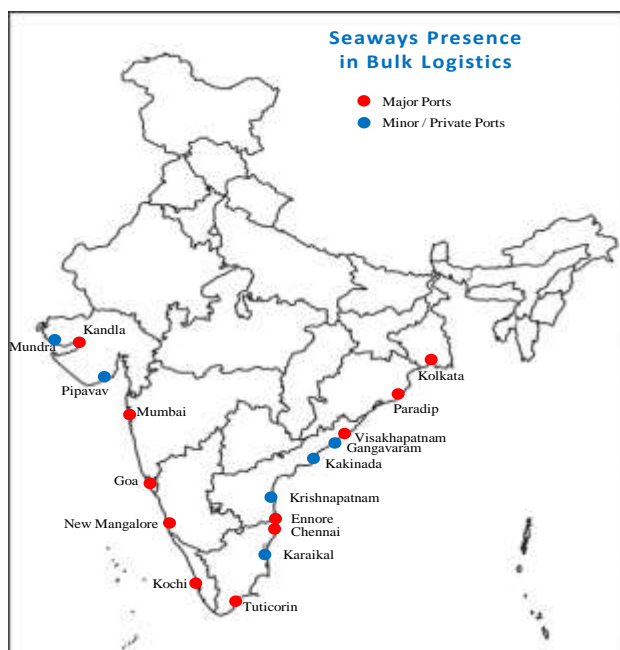 Seaways Presence
in Bulk Logistics
Major Ports
Minor / Private Ports
Kandla
Mundra
Pipavav
Kolkata
Paradip
Mumbai
Visakhapatnam
Gangavaram
Kakinada
Goa
Krishnapatnam
New Mangalore
Ennore
Chennai
Karaikal
Kochi
Tuticorin